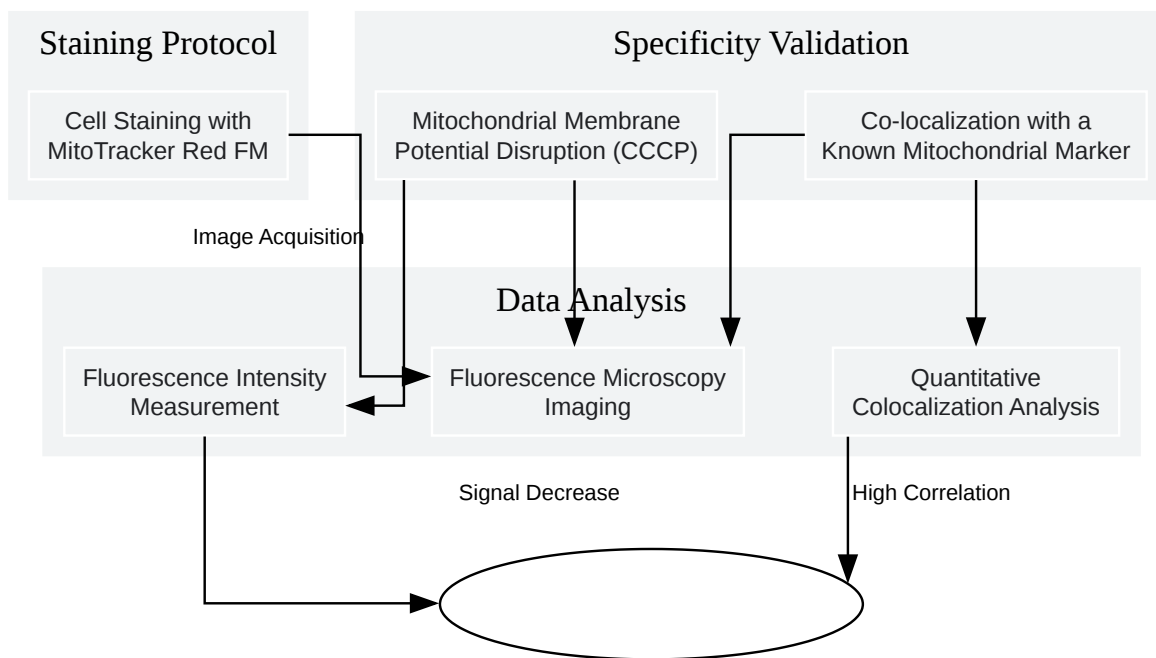 Staining Protocol
Specificity Validation
Cell Staining with
MitoTracker Red FM
Mitochondrial Membrane
Potential Disruption (CCCP)
Co-localization with a
Known Mitochondrial Marker
Image Acquisition
Data Analysis
Fluorescence Intensity
Measurement
Fluorescence Microscopy
Imaging
Quantitative
Colocalization Analysis
Signal Decrease
High Correlation